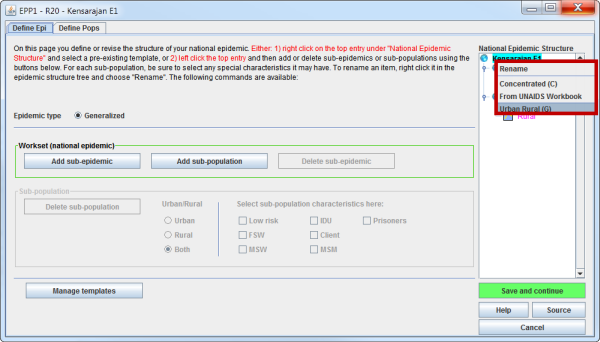 EPP1 - R20 - Kensarajan E1
Define Epi
Define Pops
On this page you define or revise the structure of your national epidemic. Either: 1) right click on the top entry under "National Epidemic
Structure" and select a pre-existing template, or 2) left click the top entry and then add or delete sub-epidemics or sub-populations using the
buttons below. For each sub-population, be sure to select any special characteristics it may have. To rename an item, right click it in the
epidemic structure tree and choose "Rename". The following commands are available:
Epidemic type
Generalized
Workset (national epidemic)
Add sub-epidemic
Add sub-population
Delete sub-epidemic
Sub-population
Delete sub-population
Urban/Rural
Urban
Rural
Both
Select sub-population characteristics here:
Low risk
IDU
Prisoners
FSW
Client
MSW
MSM
Manage templates
National Epidemic Structure
Kensarajan E1
Rename
Concentrated (C)
From UNAIDS Workbook
Urban Rural (G)
Rural
Save and continue
Help
Source
Cancel